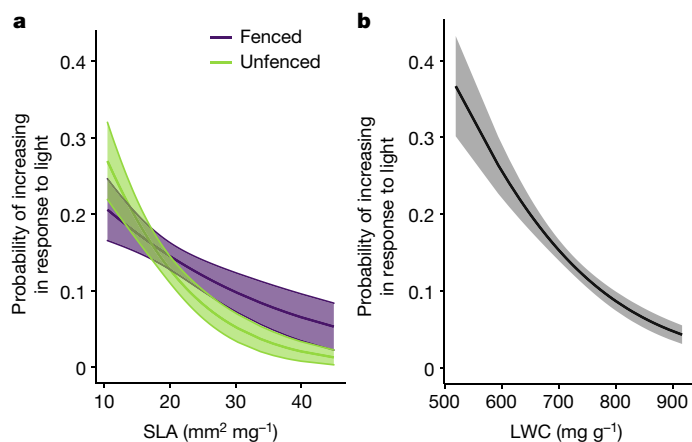 a
Fenced
Unfenced
Probability of increasing
in response to light
0.4
0.3
0.2
0.1
0
10
20
30
40
SLA (mm² mg⁻¹)
b
Probability of increasing
in response to light
0.4
0.3
0.2
0.1
0
500
600
700
800
900
LWC (mg g⁻¹)